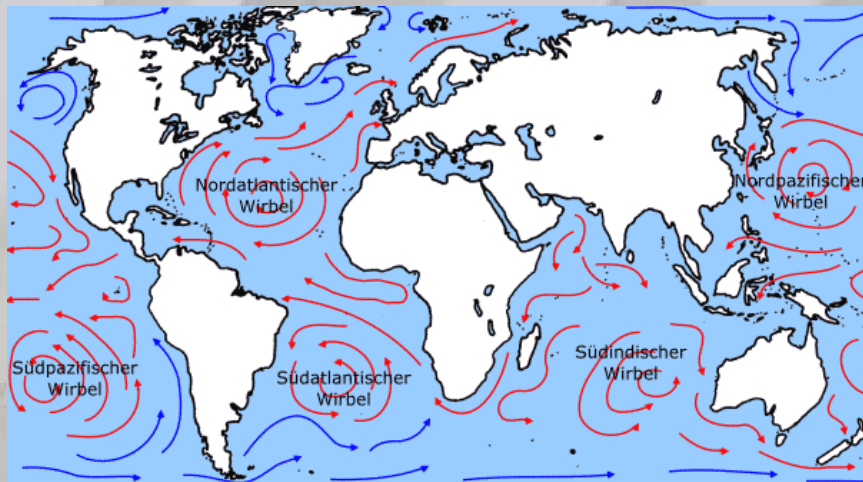 Nordatlantischer
Wirbel
Nordpazifischer
Wirbel
Südpazifischer
Wirbel
Südatlantischer
Wirbel
Südindischer
Wirbel